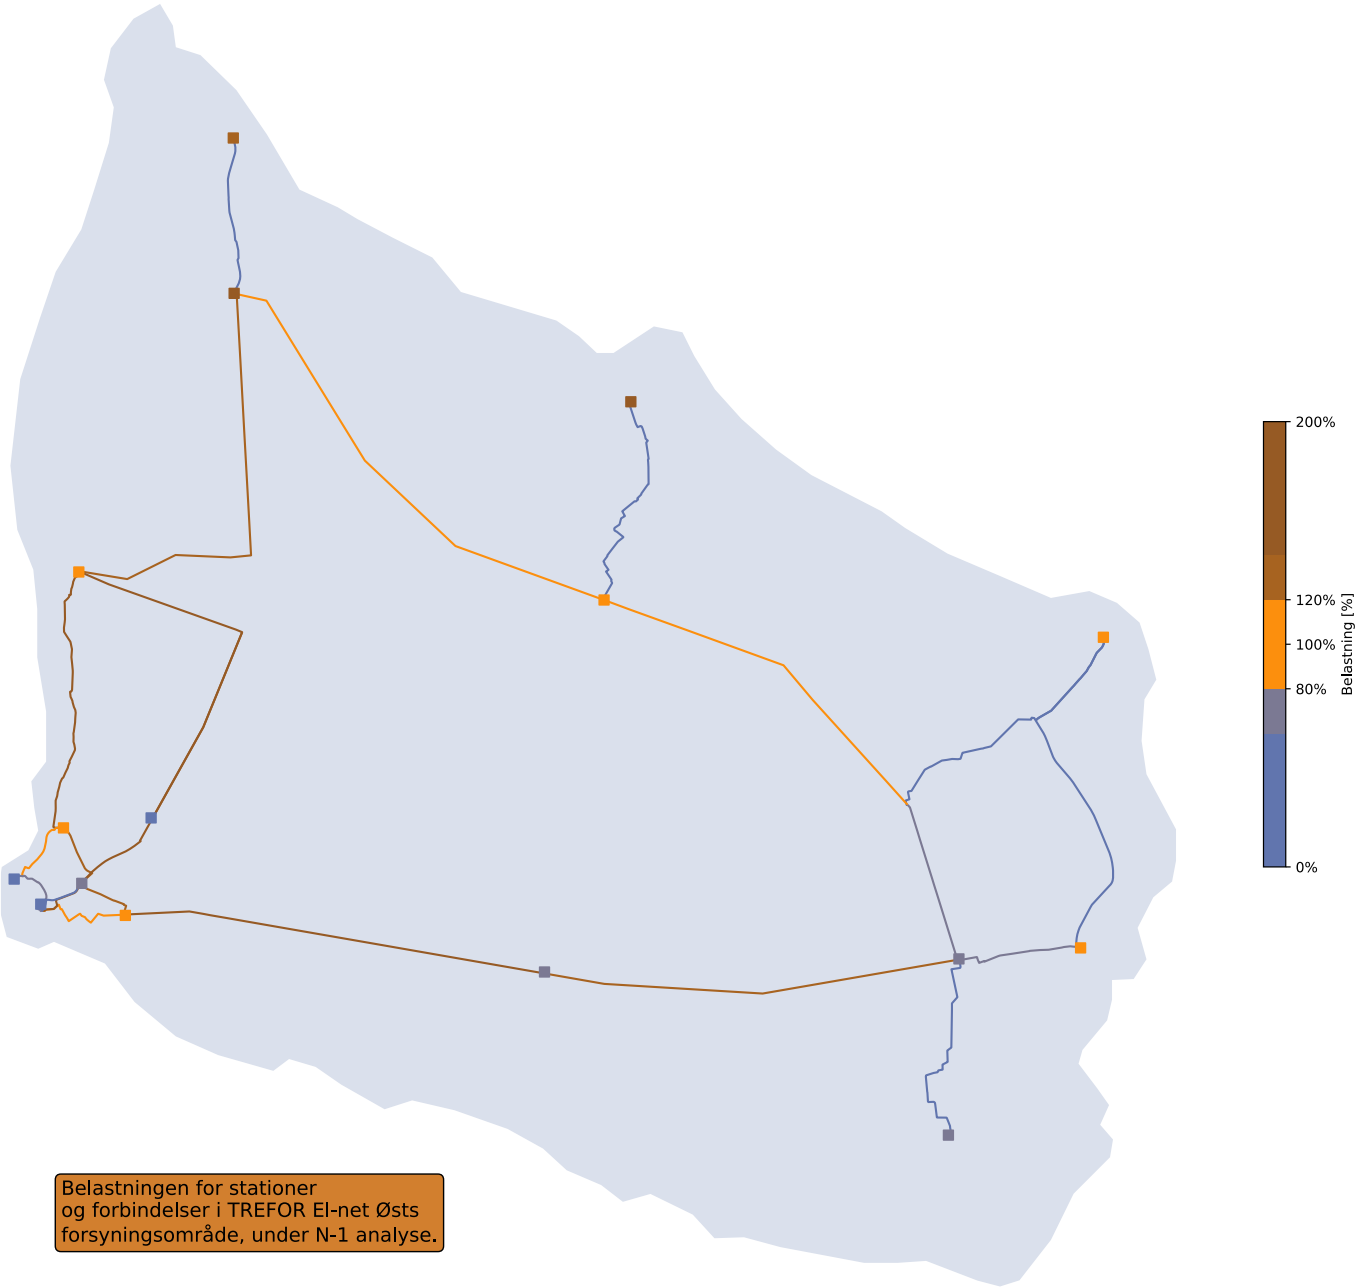 200%
120%
100%
80%
0%
Belastning [%]
Belastningen for stationer
og forbindelser i TREFOR El-net Østs
forsyningsområde, under N-1 analyse.